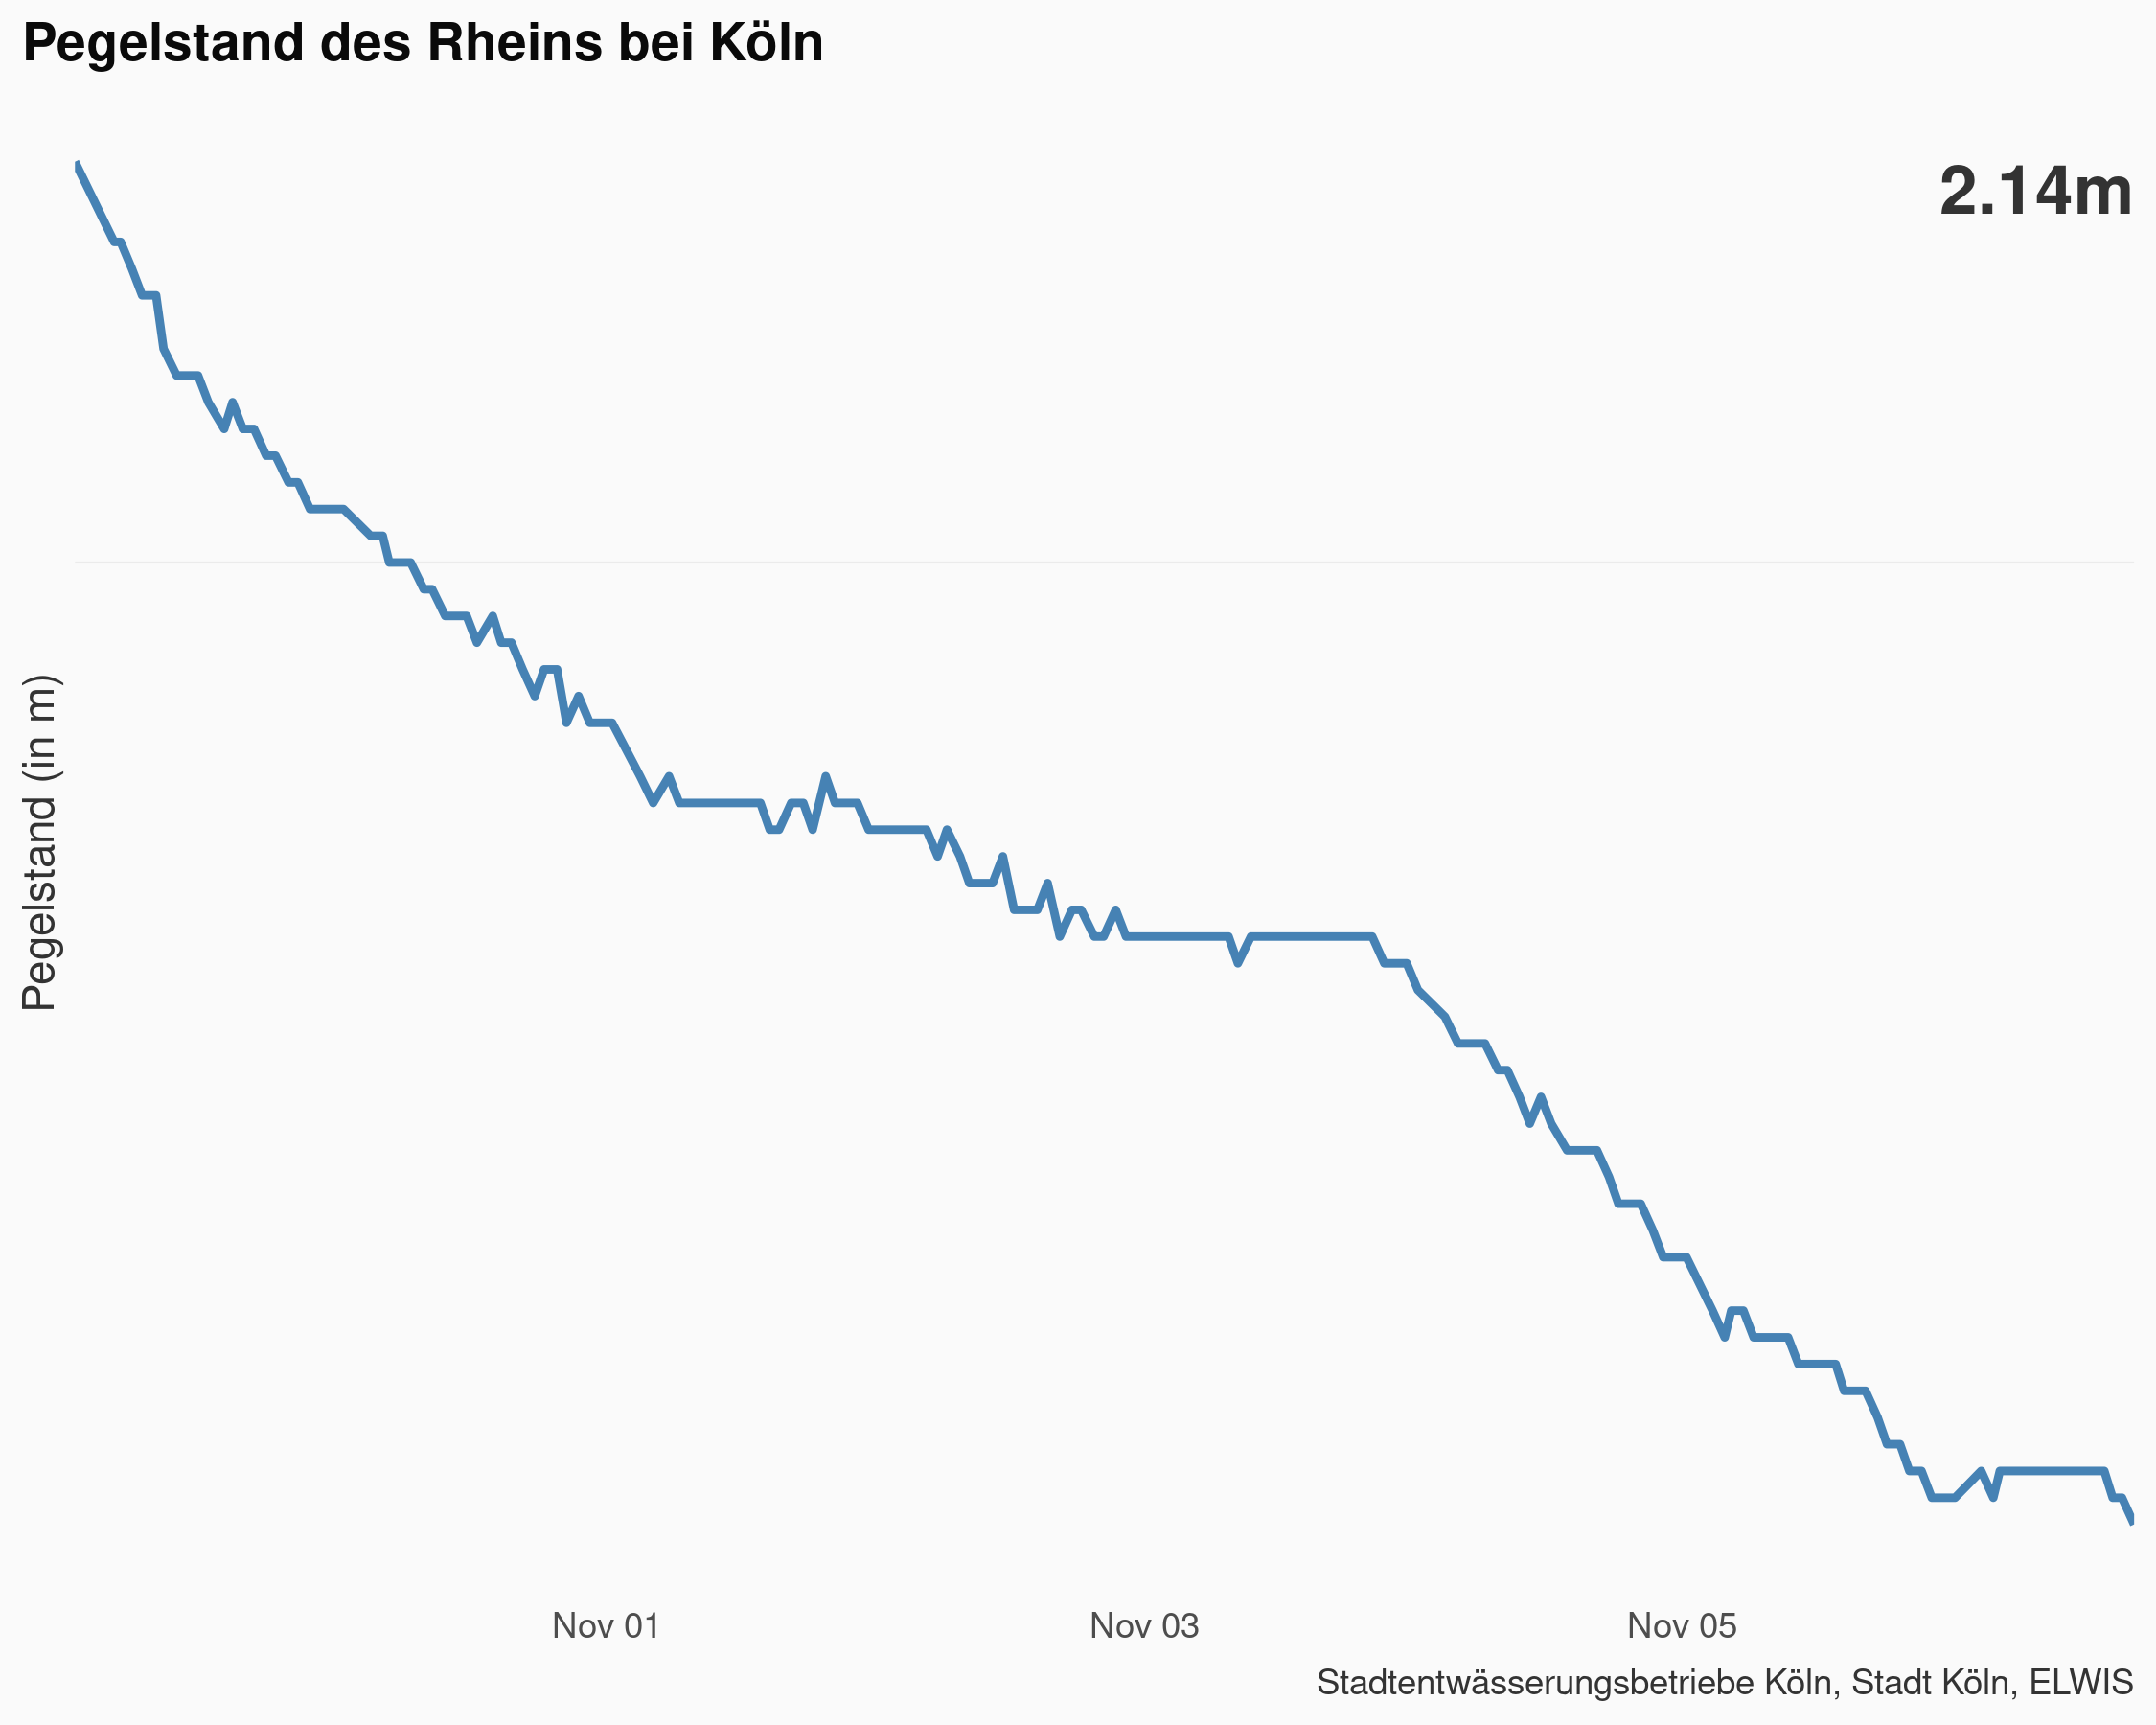 Pegelstand des Rheins bei Köln
2.14m
Pegelstand (in m)
Nov 01
Nov 03
Nov 05
Stadtentwässerungsbetriebe Köln, Stadt Köln, ELWIS